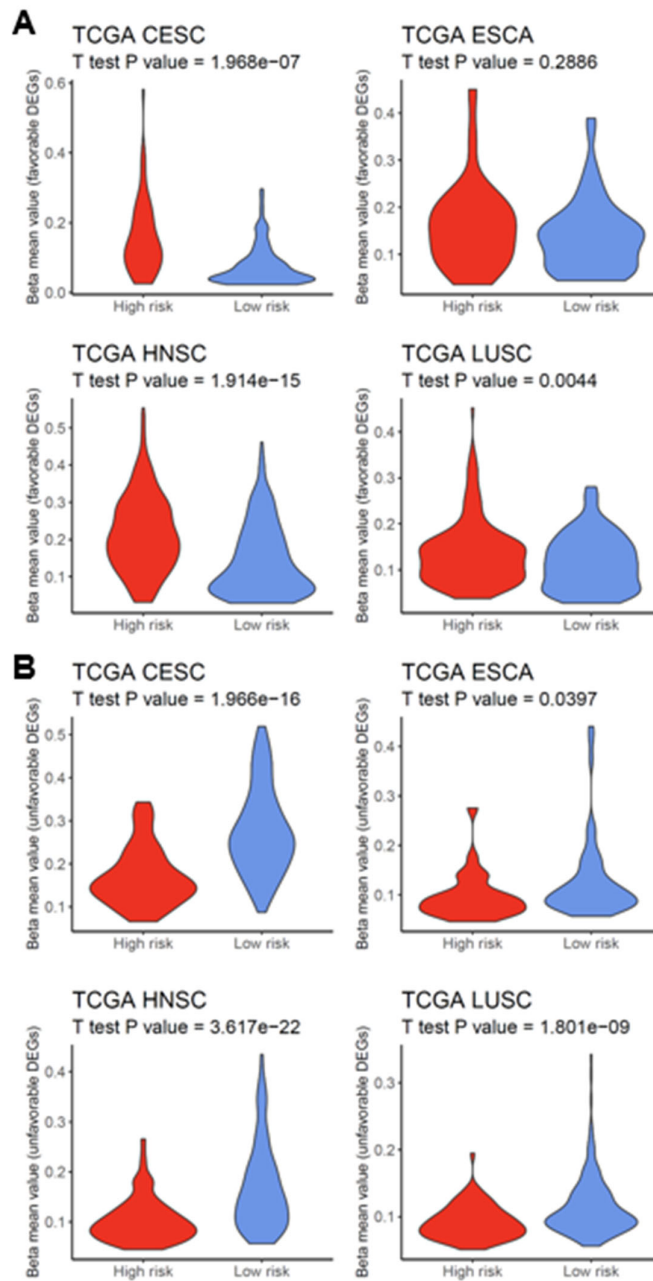 A
TCGA CESC
T test P value = 1.968e-07
Beta mean value (favorable DEGs)
0.6
0.4
0.2
0.0
High risk
Low risk
TCGA ESCA
T test P value = 0.2886
Beta mean value (favorable DEGs)
0.4
0.3
0.2
0.1
High risk
Low risk
TCGA HNSC
T test P value = 1.914e-15
Beta mean value (favorable DEGs)
0.5
0.4
0.3
0.2
0.1
High risk
Low risk
TCGA LUSC
T test P value = 0.0044
Beta mean value (favorable DEGs)
0.4
0.3
0.2
0.1
High risk
Low risk
B
TCGA CESC
T test P value = 1.966e-16
Beta mean value (unfavorable DEGs)
0.5
0.4
0.3
0.2
0.1
High risk
Low risk
TCGA ESCA
T test P value = 0.0397
Beta mean value (unfavorable DEGs)
0.4
0.3
0.2
0.1
High risk
Low risk
TCGA HNSC
T test P value = 3.617e-22
Beta mean value (unfavorable DEGs)
0.4
0.3
0.2
0.1
High risk
Low risk
TCGA LUSC
T test P value = 1.801e-09
Beta mean value (unfavorable DEGs)
0.3
0.2
0.1
High risk
Low risk